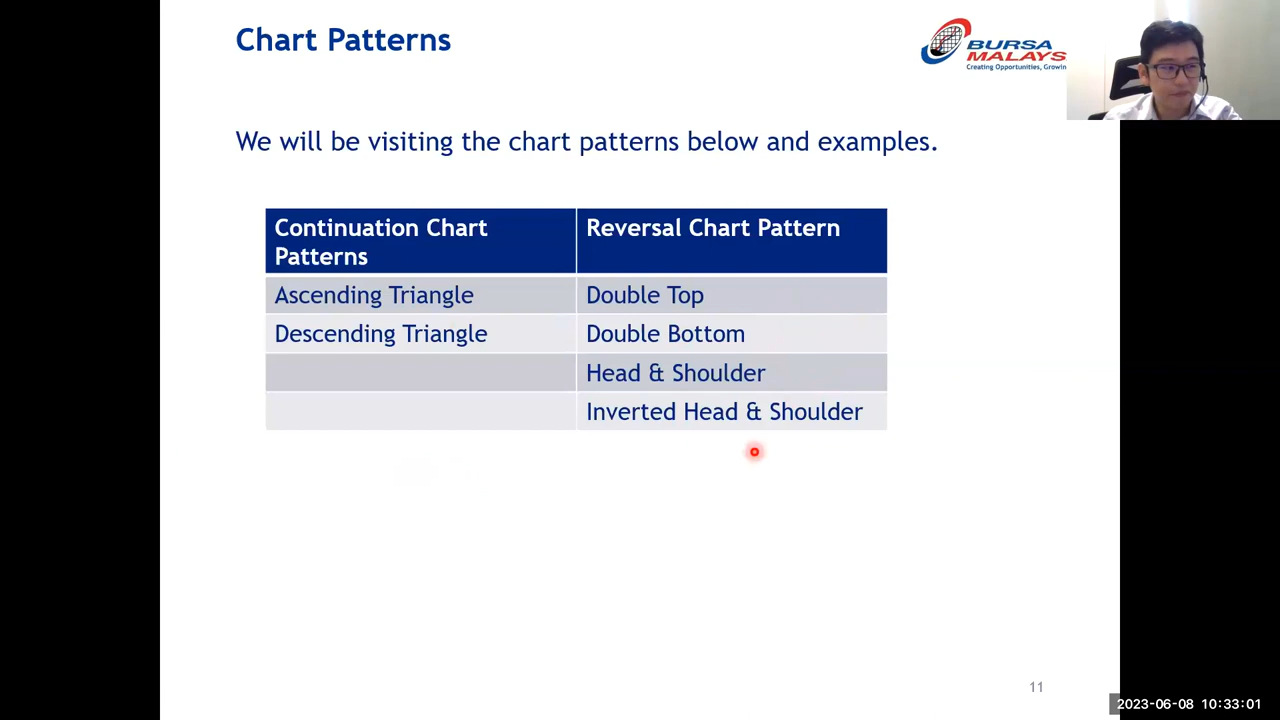 Chart Patterns
BURSA
MALAYS
Creating Opportunities, Growin
We will be visiting the chart patterns below and examples.
Continuation Chart Patterns
Reversal Chart Pattern
Ascending Triangle
Double Top
Descending Triangle
Double Bottom
Head & Shoulder
Inverted Head & Shoulder
11
2023-06-08 10:33:01